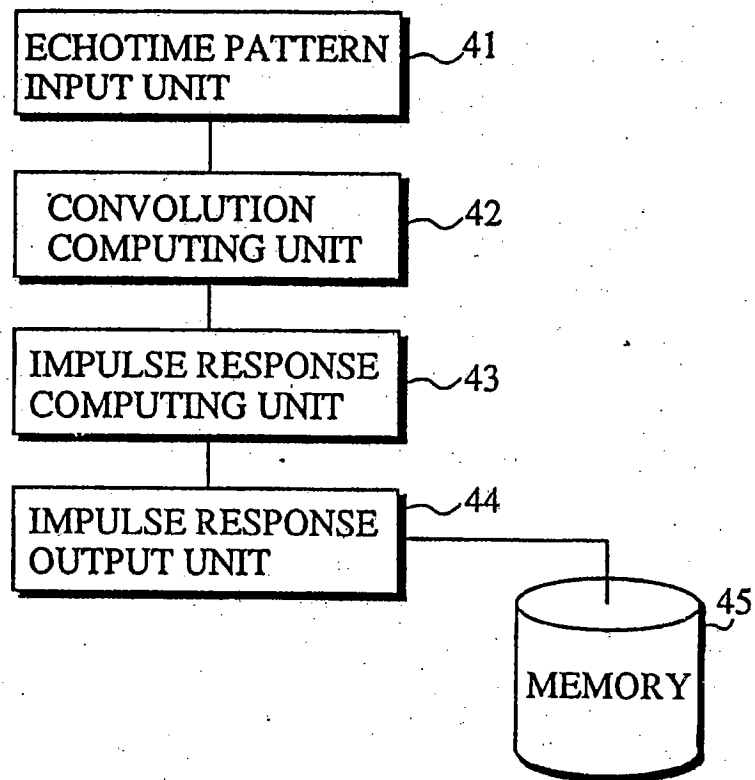 ECHOTIME PATTERN
INPUT UNIT
41
CONVOLUTION
COMPUTING UNIT
42
IMPULSE RESPONSE
COMPUTING UNIT
43
IMPULSE RESPONSE
OUTPUT UNIT
44
45
MEMORY